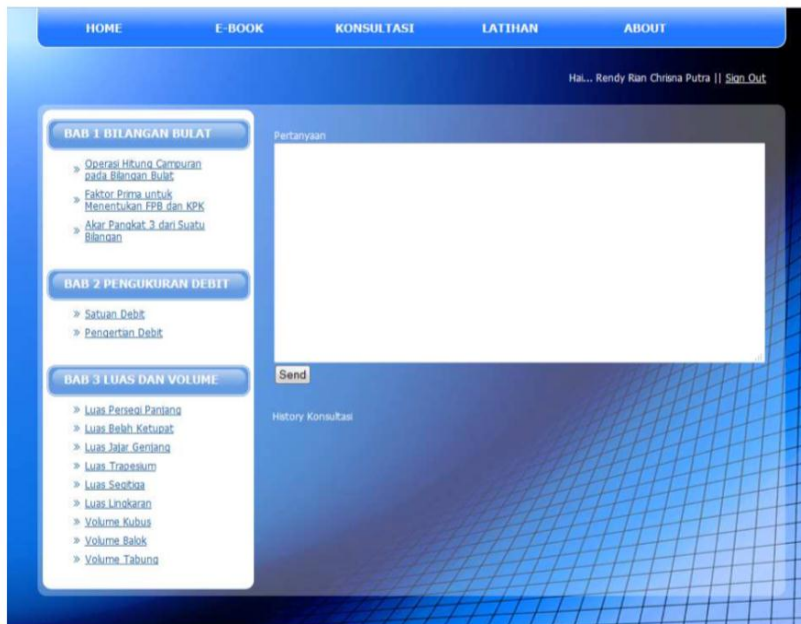 HOME E-BOOK KONSULTASI LATIHAN ABOUT
Hai... Rendy Rian Chrisna Putra || Sign Out
BAB 1 BILANGAN BULAT
» Operasi Hitung Campuran
pada Bilangan Bulat
» Faktor Prima untuk
Menentukan FPB dan KPK
» Akar Pangkat 3 dari Suatu
Bilangan
BAB 2 PENGUKURAN DEBIT
» Satuan Debit
» Pengertian Debit
BAB 3 LUAS DAN VOLUME
» Luas Persegi Panjang
» Luas Belah Ketupat
» Luas Jajar Genjang
» Luas Trapesium
» Luas Segitiga
» Luas Lingkaran
» Volume Kubus
» Volume Balok
» Volume Tabung
Pertanyaan
Send
History Konsultasi